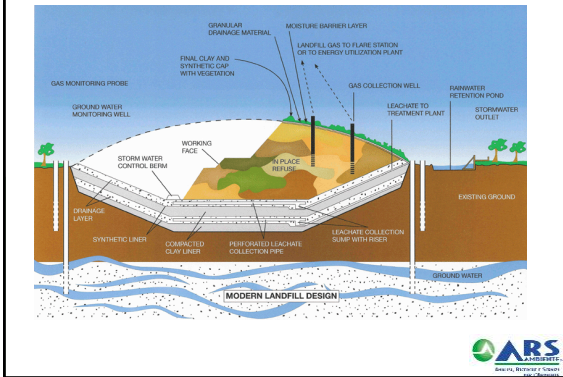 GRANULAR
DRAINAGE MATERIAL
MOISTURE BARRIER LAYER
LANDFILL GAS TO FLARE STATION
OR TO ENERGY UTILIZATION PLANT
FINAL CLAY AND
SYNTHETIC CAP
WITH VEGETATION
GAS MONITORING PROBE
GAS COLLECTION WELL
RAINWATER
RETENTION POND
GROUND WATER
MONITORING WELL
LEACHATE TO
TREATMENT PLANT
STORMWATER
OUTLET
WORKING
FACE
STORM WATER
CONTROL BERM
IN PLACE
REFUSE
EXISTING GROUND
DRAINAGE
LAYER
SYNTHETIC LINER
COMPACTED
CLAY LINER
PERFORATED LEACHATE
COLLECTION PIPE
LEACHATE COLLECTION
SUMP WITH RISER
GROUND WATER
MODERN LANDFILL DESIGN
ARS
AMBIENTE